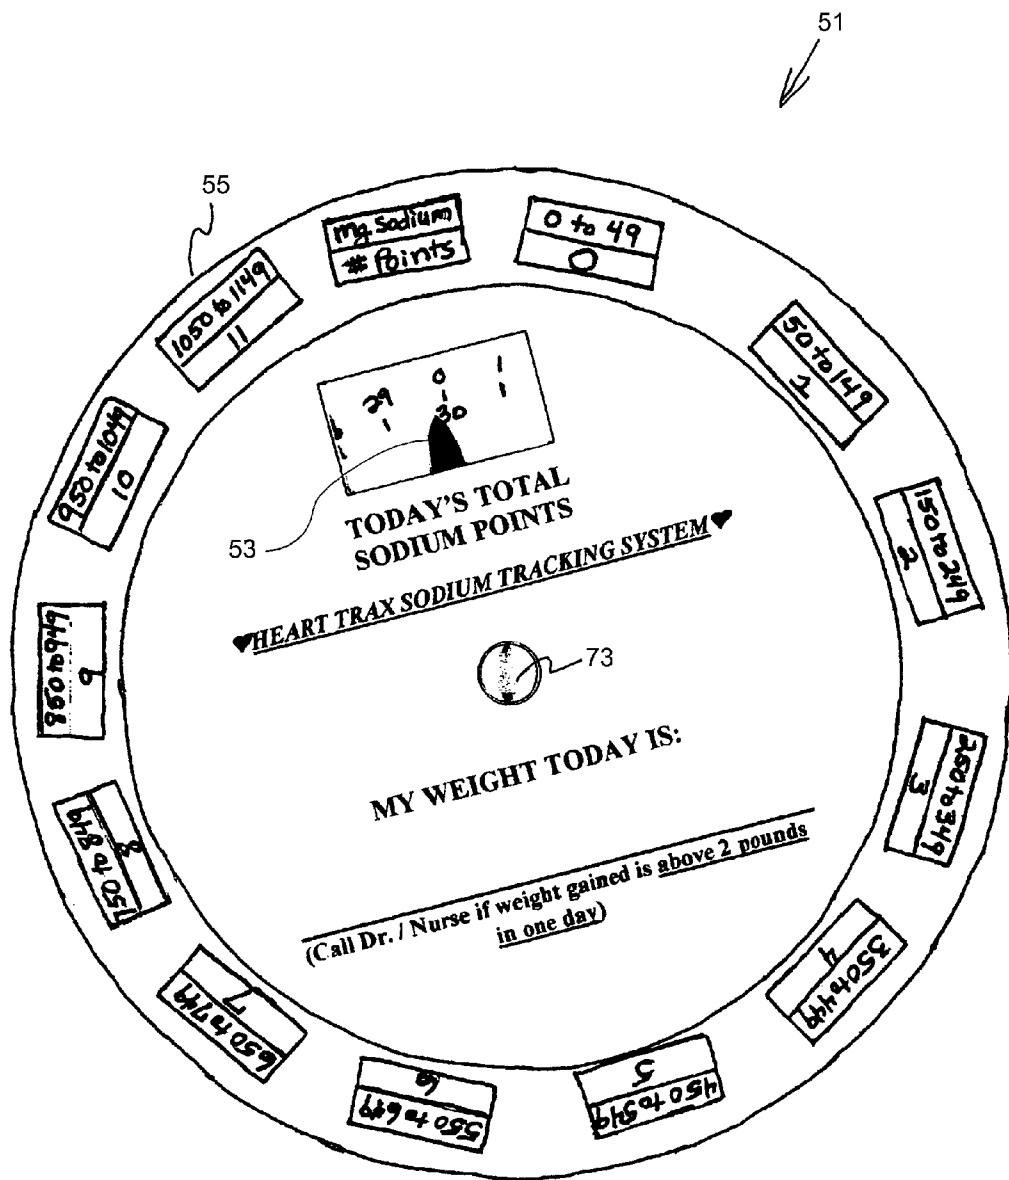 51
55
mg Sodium
# Points
0 to 49
0
50 to 149
1
150 to 249
2
250 to 349
3
350 to 449
4
450 to 549
5
550 to 649
6
650 to 749
7
750 to 849
8
850 to 949
9
950 to 1049
10
1050 to 1149
11
29 0 1
30
53
TODAY'S TOTAL
SODIUM POINTS
♥HEART TRAX SODIUM TRACKING SYSTEM♥
73
MY WEIGHT TODAY IS:
(Call Dr. / Nurse if weight gained is above 2 pounds
in one day)